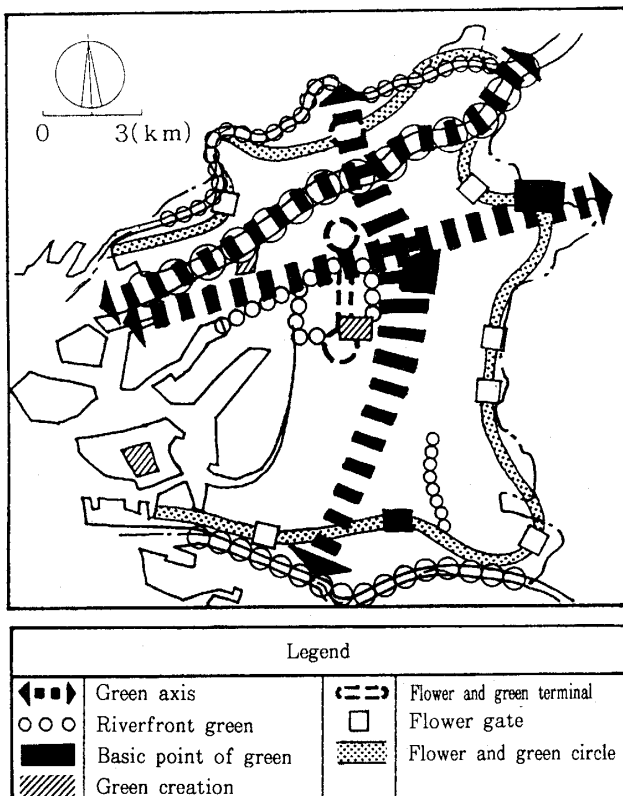 0 3(km)
Legend
Green axis
Flower and green terminal
Riverfront green
Flower gate
Basic point of green
Flower and green circle
Green creation